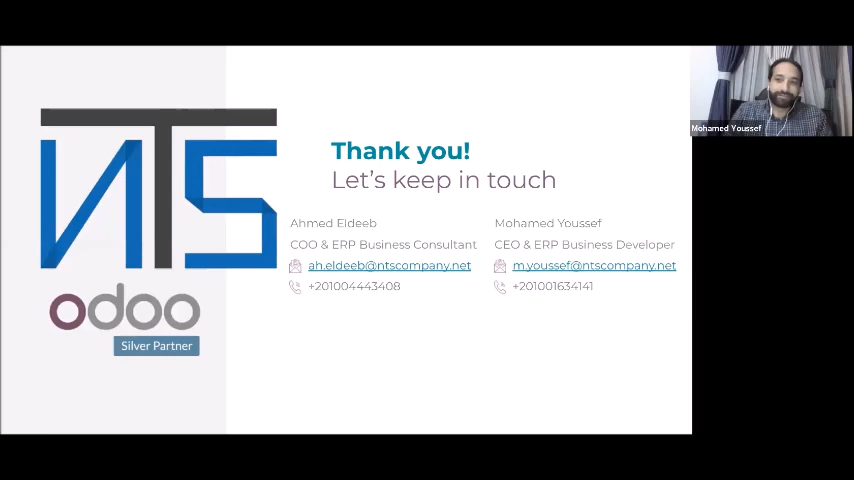 NTS
odoo
Silver Partner
Thank you!
Let's keep in touch
Ahmed Eldeeb
COO & ERP Business Consultant
ah.eldeeb@ntscompany.net
+201004443408
Mohamed Youssef
CEO & ERP Business Developer
m.youssef@ntscompany.net
+201001634141
Mohamed Youssef